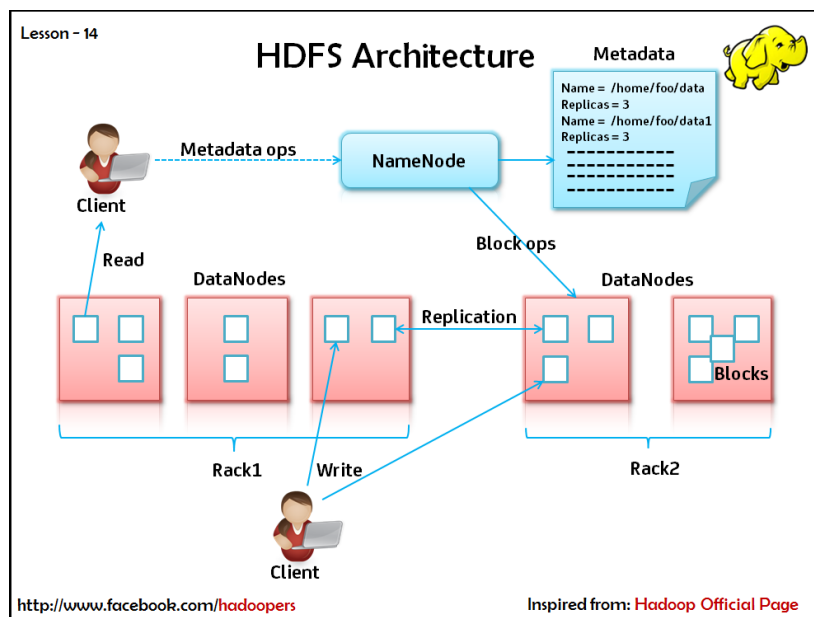 Lesson - 14
HDFS Architecture
Metadata
Name = /home/foo/data
Replicas = 3
Name = /home/foo/data1
Replicas = 3
Metadata ops
NameNode
Client
Block ops
Read
DataNodes
DataNodes
Replication
Blocks
Rack1
Write
Rack2
Client
http://www.facebook.com/hadoopers
Inspired from: Hadoop Official Page